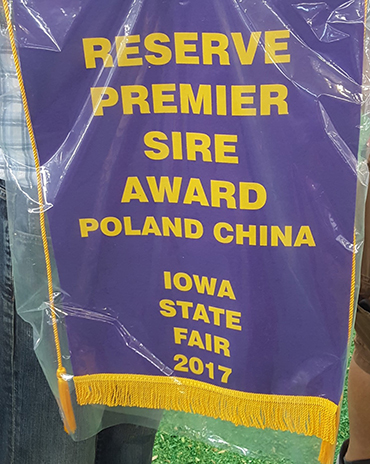 RESERVE
PREMIER
SIRE
AWARD
POLAND CHINA
IOWA
STATE
FAIR
2017